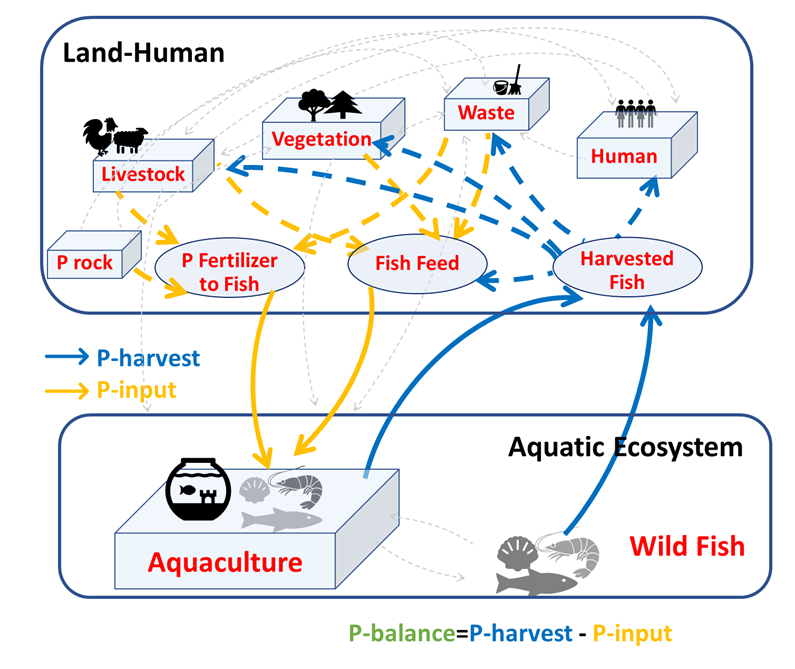 Land-Human
Waste
Vegetation
Human
Livestock
P rock
P Fertilizer
to Fish
Fish Feed
Harvested
Fish
P-harvest
P-input
Aquatic Ecosystem
Wild Fish
Aquaculture
P-balance=P-harvest - P-input